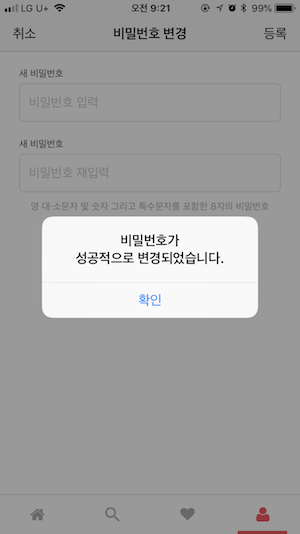 LG U+ 오전 9:21 99%
취소 비밀번호 변경 등록
새 비밀번호
비밀번호 입력
새 비밀번호
비밀번호 재입력
영 대·소문자 및 숫자 그리고 특수문자를 포함한 8자의 비밀번호
비밀번호가
성공적으로 변경되었습니다.
확인